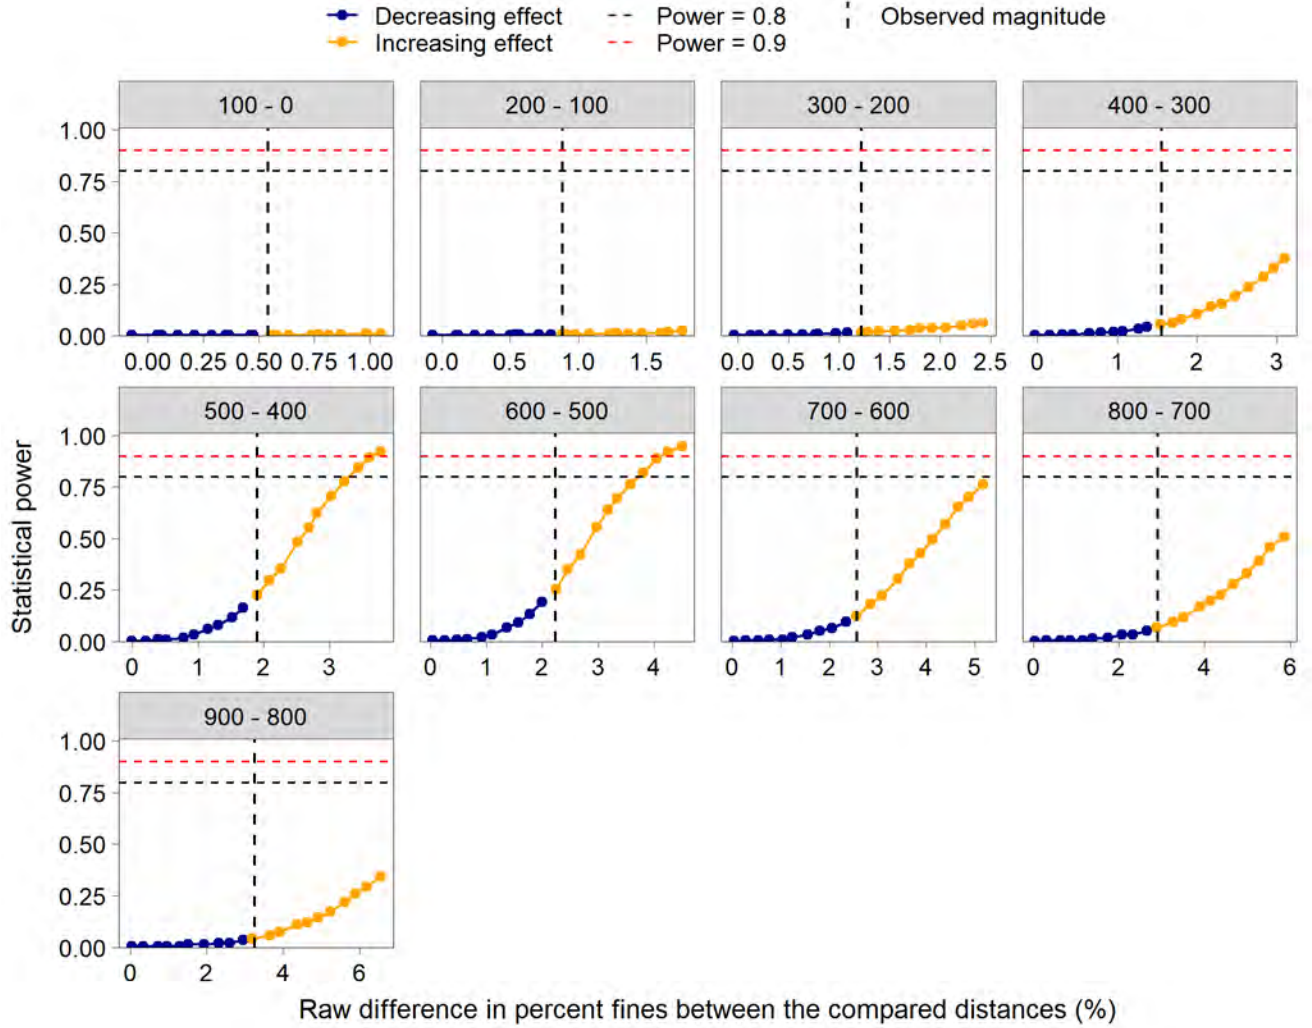 Decreasing effect Power = 0.8 Observed magnitude
Increasing effect Power = 0.9
100 - 0 200 - 100 300 - 200 400 - 300
1.00
0.75
0.50
0.25
0.00
0.00 0.25 0.50 0.75 1.00 0.0 0.5 1.0 1.5 0.0 0.5 1.0 1.5 2.0 2.5 0 1 2 3
500 - 400 600 - 500 700 - 600 800 - 700
1.00
0.75
0.50
0.25
0.00
0 1 2 3 0 1 2 3 4 0 1 2 3 4 5 0 2 4 6
Statistical power
900 - 800
1.00
0.75
0.50
0.25
0.00
0 2 4 6
Raw difference in percent fines between the compared distances (%)